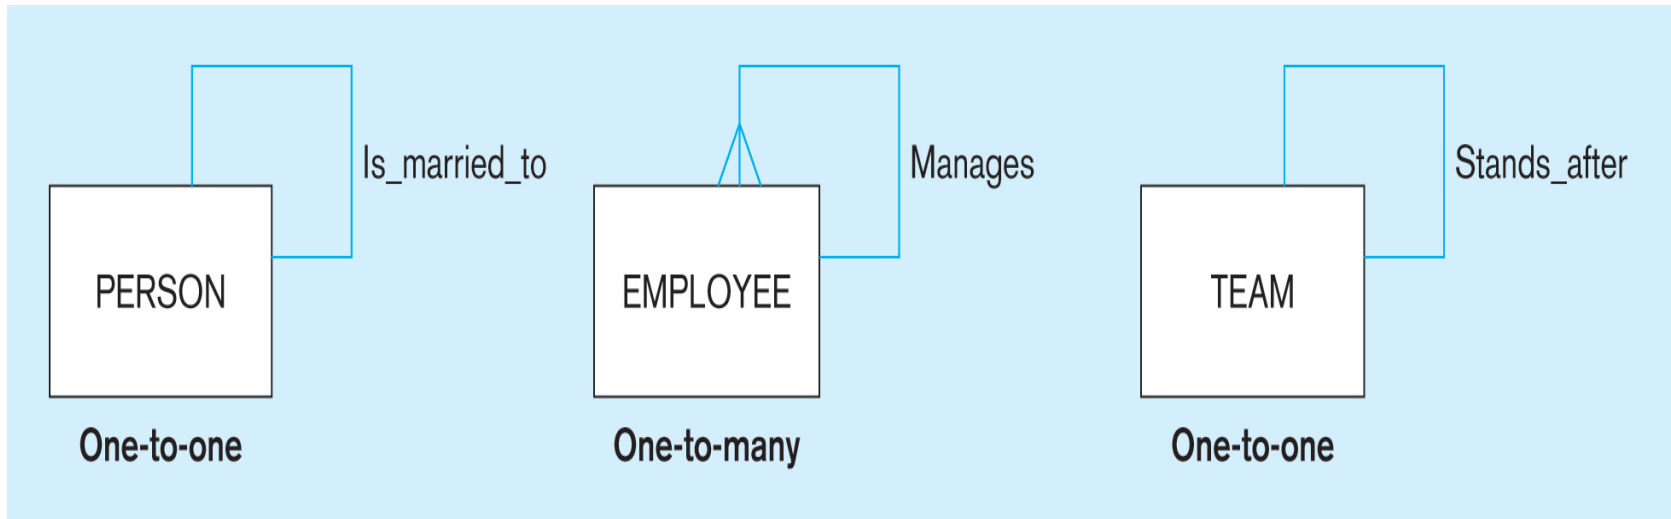 Is_married_to
PERSON
One-to-one
Manages
EMPLOYEE
One-to-many
Stands_after
TEAM
One-to-one